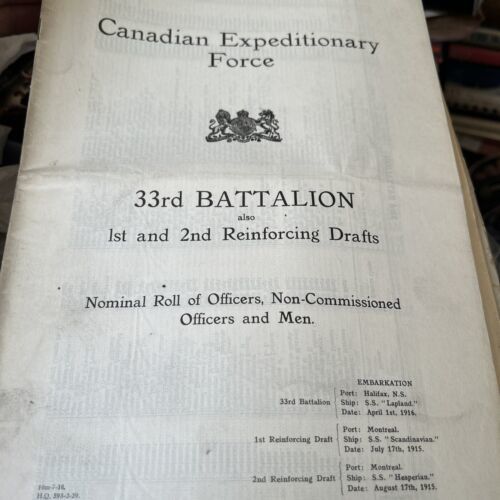 Canadian Expeditionary
Force
33rd BATTALION
also
1st and 2nd Reinforcing Drafts
Nominal Roll of Officers, Non-Commissioned
Officers and Men.
EMBARKATION
33rd Battalion
Port: Halifax, N.S.
Ship: S.S. "Lapland."
Date: April 1st, 1916.
1st Reinforcing Draft
Port: Montreal.
Ship: S.S. "Scandinavian."
Date: July 17th, 1915.
2nd Reinforcing Draft
Port: Montreal.
Ship: S.S. "Hesperian."
Date: August 17th, 1915.